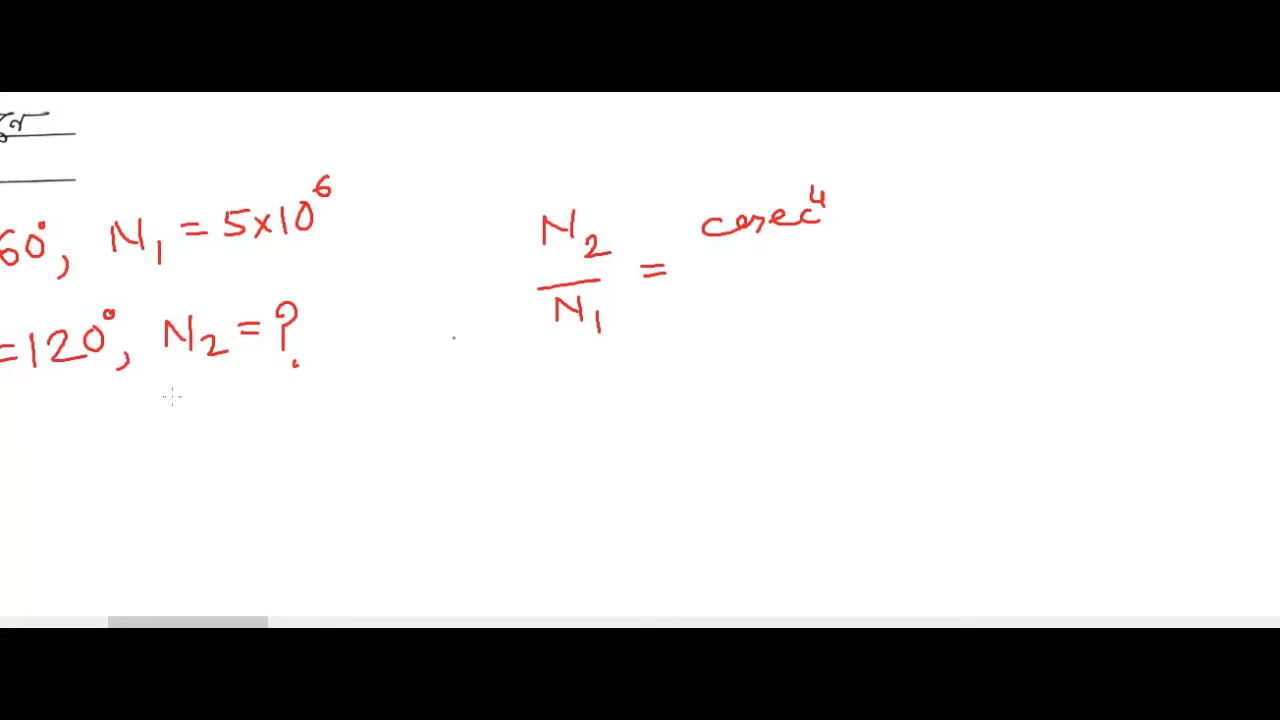 60°, N₁ = 5×10⁶
= 120°, N₂ = ?
N₂/N₁ = cosec⁴